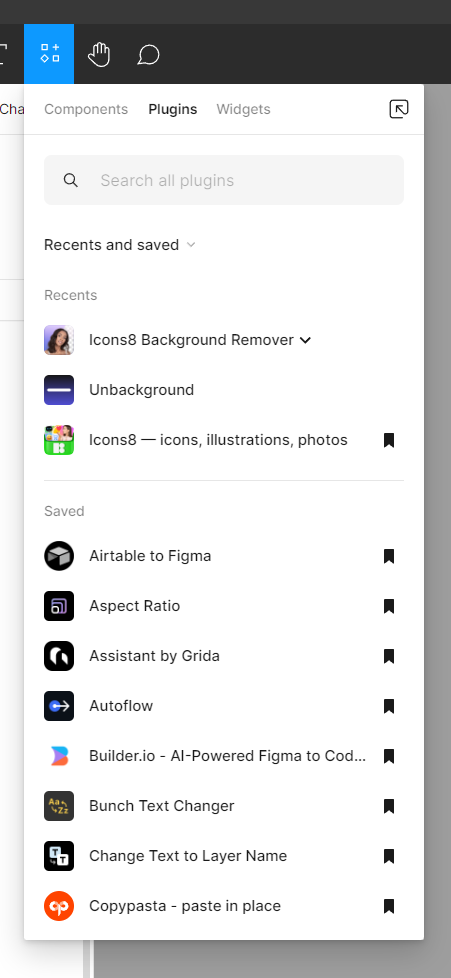 Cha
Components Plugins Widgets
Search all plugins
Recents and saved
Recents
Icons8 Background Remover
Unbackground
Icons8 — icons, illustrations, photos
Saved
Airtable to Figma
Aspect Ratio
Assistant by Grida
Autoflow
Builder.io - AI-Powered Figma to Cod...
Aa Zz
Bunch Text Changer
T T
Change Text to Layer Name
Copypasta - paste in place